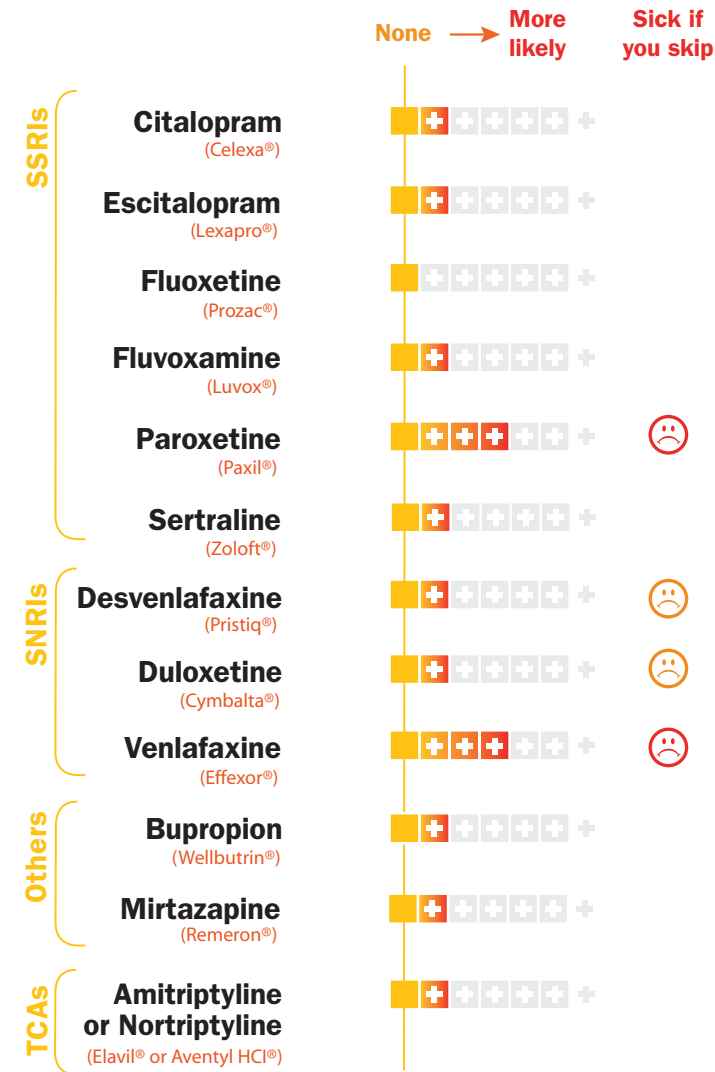 None
More
likely
Sick if
you skip
SSRIs
Citalopram
(Celexa®)
Escitalopram
(Lexapro®)
Fluoxetine
(Prozac®)
Fluvoxamine
(Luvox®)
Paroxetine
(Paxil®)
Sertraline
(Zoloft®)
SNRIs
Desvenlafaxine
(Pristiq®)
Duloxetine
(Cymbalta®)
Venlafaxine
(Effexor®)
Others
Bupropion
(Wellbutrin®)
Mirtazapine
(Remeron®)
TCAs
Amitriptyline
or Nortriptyline
(Elavil® or Aventyl HCI®)